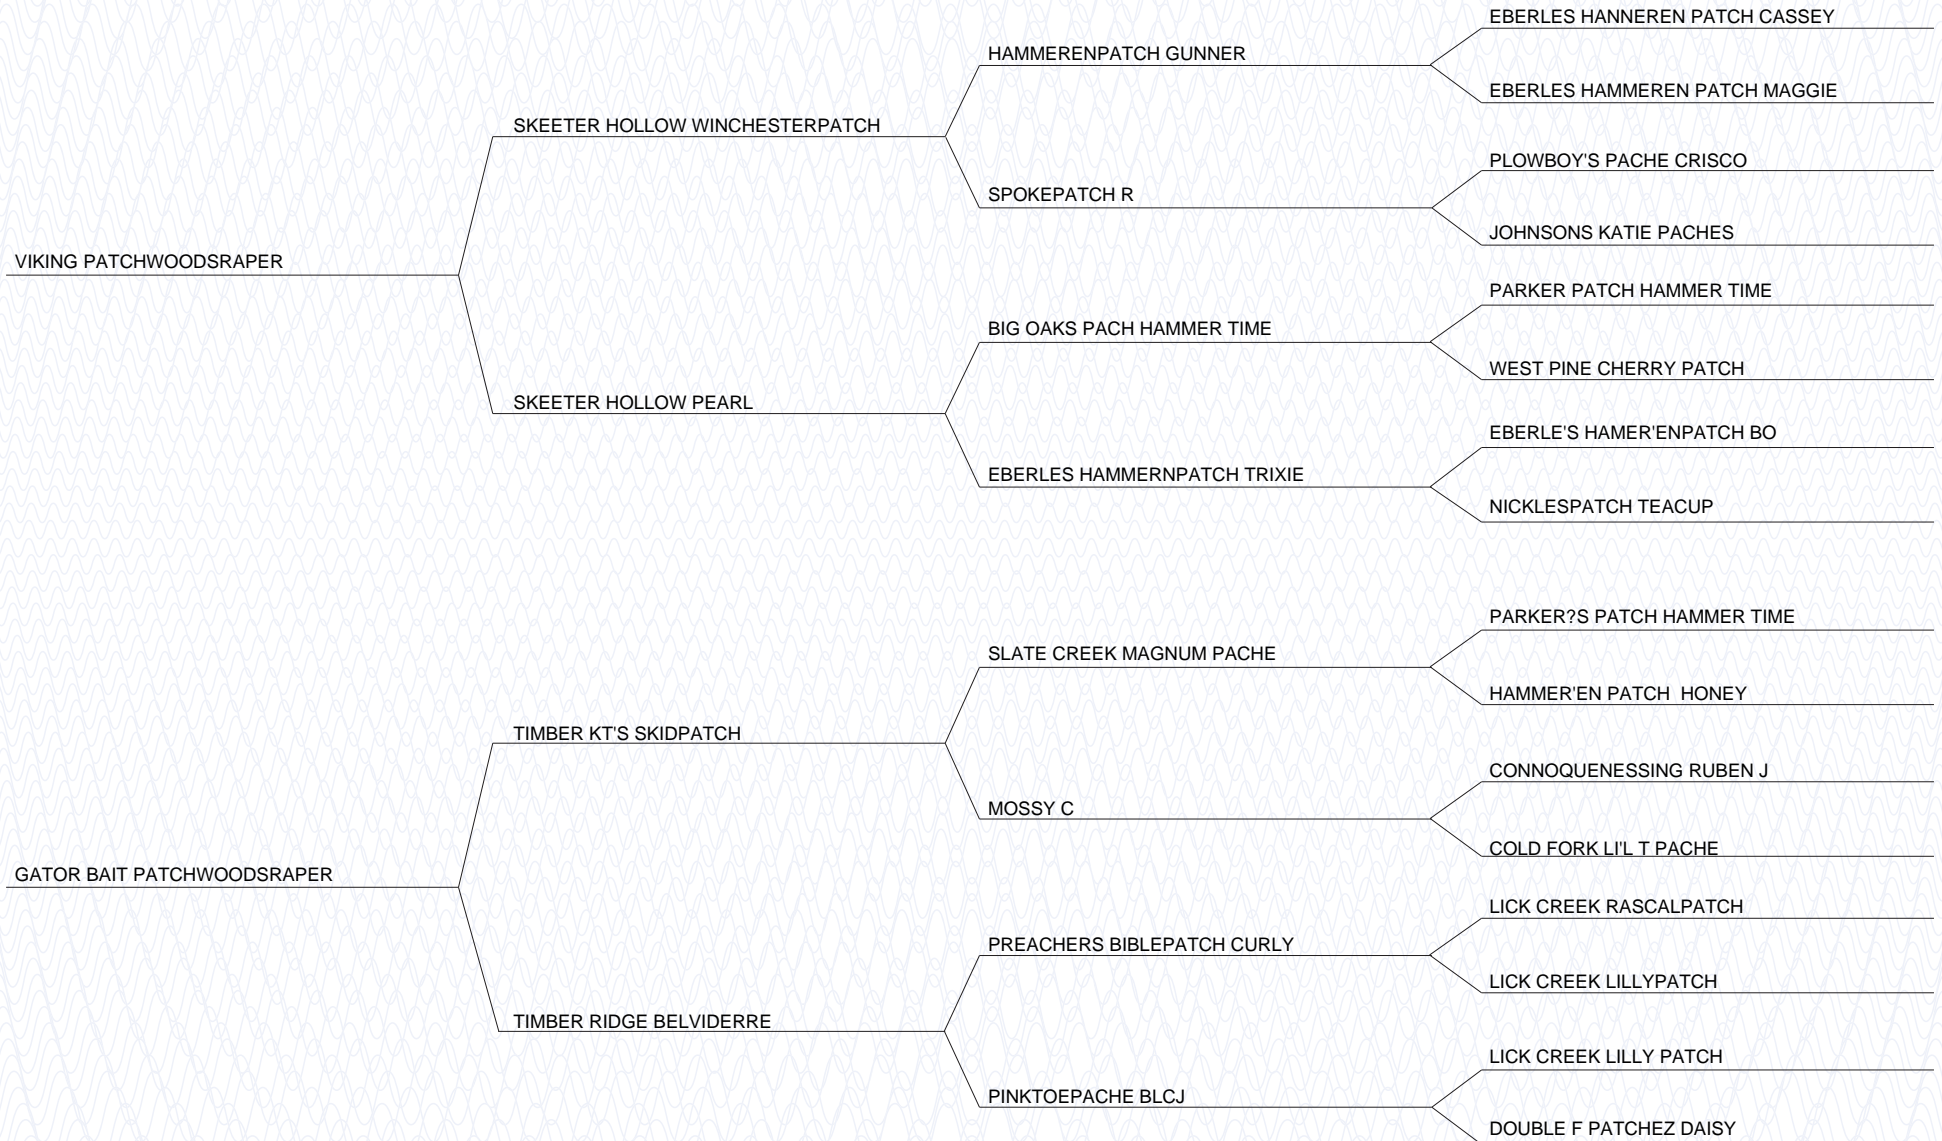 EBERLES HANNEREN PATCH CASSEY
HAMMERENPATCH GUNNER
EBERLES HAMMEREN PATCH MAGGIE
SKEETER HOLLOW WINCHESTERPATCH
PLOWBOY'S PACHE CRISCO
SPOKEPATCH R
JOHNSONS KATIE PACHES
VIKING PATCHWOODSRAPER
PARKER PATCH HAMMER TIME
BIG OAKS PACH HAMMER TIME
WEST PINE CHERRY PATCH
SKEETER HOLLOW PEARL
EBERLE'S HAMER'ENPATCH BO
EBERLES HAMMERNPATCH TRIXIE
NICKLESPATCH TEACUP
PARKER?S PATCH HAMMER TIME
SLATE CREEK MAGNUM PACHE
HAMMER'EN PATCH  HONEY
TIMBER KT'S SKIDPATCH
CONNOQUENESSING RUBEN J
MOSSY C
COLD FORK LI'L T PACHE
GATOR BAIT PATCHWOODSRAPER
LICK CREEK RASCALPATCH
PREACHERS BIBLEPATCH CURLY
LICK CREEK LILLYPATCH
TIMBER RIDGE BELVIDERRE
LICK CREEK LILLY PATCH
PINKTOEPACHE BLCJ
DOUBLE F PATCHEZ DAISY